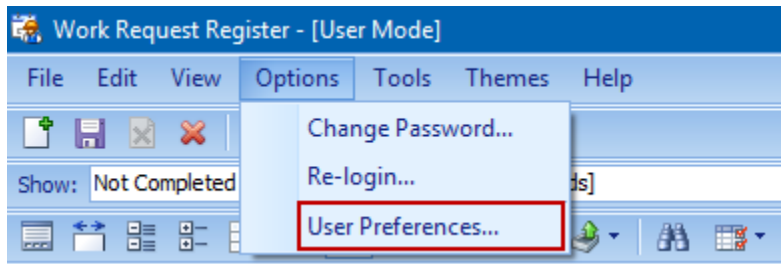 Work Request Register - [User Mode]
File Edit View Options Tools Themes Help
Change Password...
Show: Not Completed ds]
Re-login...
User Preferences...